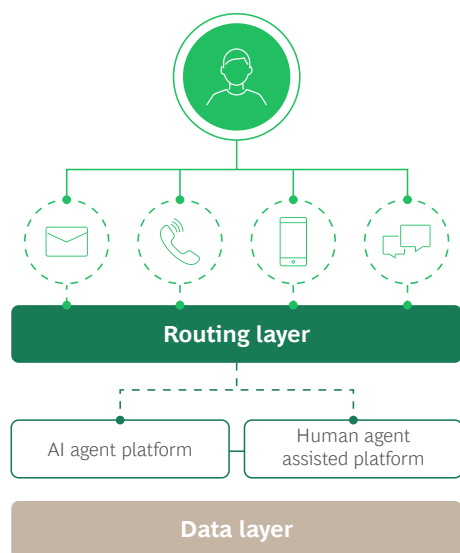 Routing layer
AI agent platform
Human agent
assisted platform
Data layer